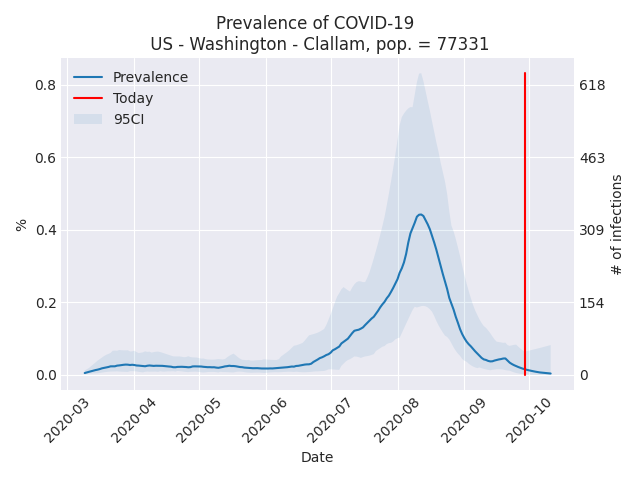 Prevalence of COVID-19
US - Washington - Clallam, pop. = 77331
Prevalence
Today
95CI
0.8
0.6
0.4
0.2
0.0
%
618
463
309
154
0
# of infections
2020-03
2020-04
2020-05
2020-06
2020-07
2020-08
2020-09
2020-10
Date